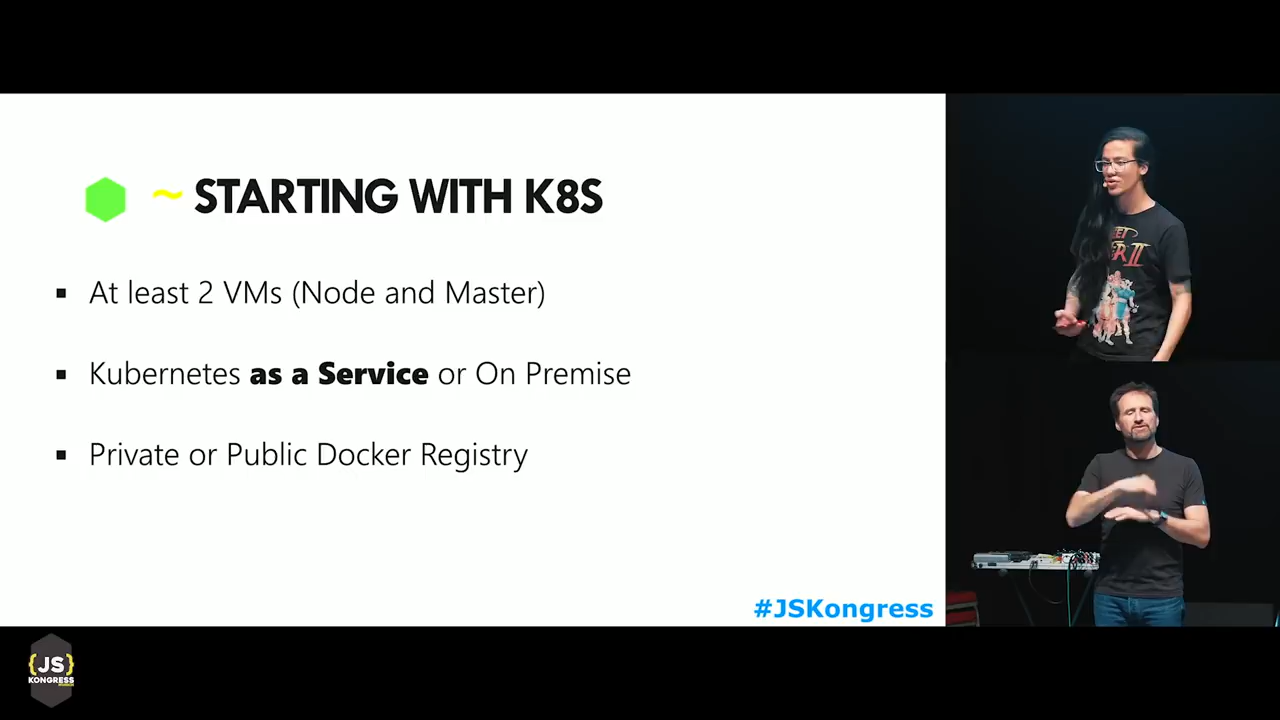 ~ STARTING WITH K8S
▪ At least 2 VMs (Node and Master)
▪ Kubernetes as a Service or On Premise
▪ Private or Public Docker Registry
#JSKongress
{JS}
KONGRESS